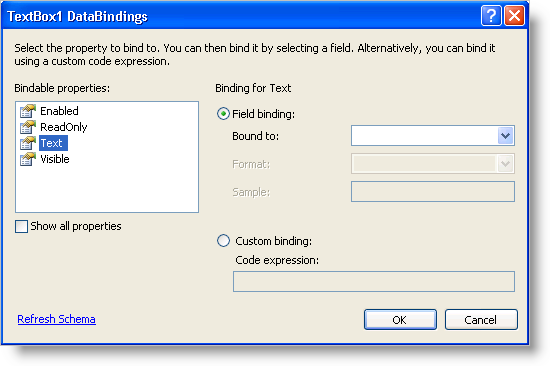 TextBox1 DataBindings
Select the property to bind to. You can then bind it by selecting a field. Alternatively, you can bind it
using a custom code expression.
Bindable properties:
Enabled
ReadOnly
Text
Visible
Show all properties
Binding for Text
Field binding:
Bound to:
Format:
Sample:
Custom binding:
Code expression:
Refresh Schema
OK
Cancel